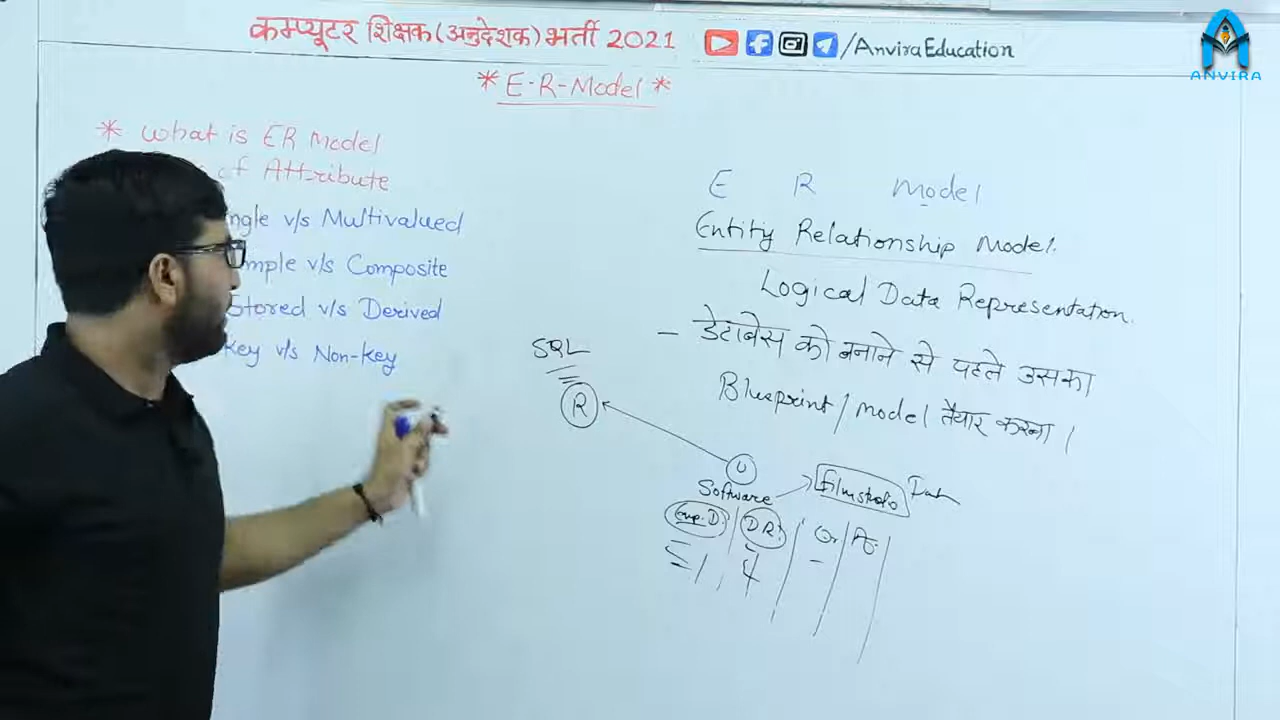 कम्प्यूटर शिक्षक (अनुदेशक) भर्ती 2021
/AnviraEducation
ANVIRA
* E-R-Model *
* What is ER Model
of Attribute
ngle v/s Multivalued
mple v/s Composite
Stored v/s Derived
Key v/s Non-Key
E R Model
Entity Relationship Model.
Logical Data Representation.
- डेटाबेस को बनाने से पहले उसका
Blueprint / Model तैयार करना।
SQL
R
U
Software
Filmstudio
Emp. D.
D R.